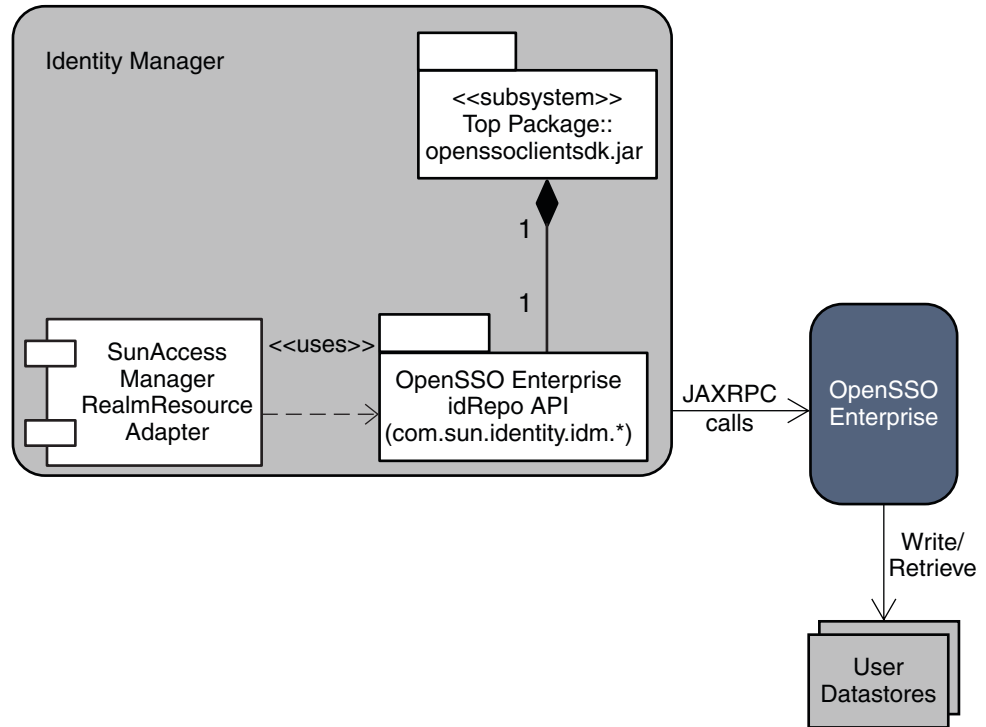 Identity Manager
<<subsystem>>
Top Package::
openssoclientsdk.jar
1
1
SunAccess
Manager
RealmResource
Adapter
<<uses>>
OpenSSO Enterprise
idRepo API
(com.sun.identity.idm.*)
JAXRPC
calls
OpenSSO
Enterprise
Write/
Retrieve
User
Datastores